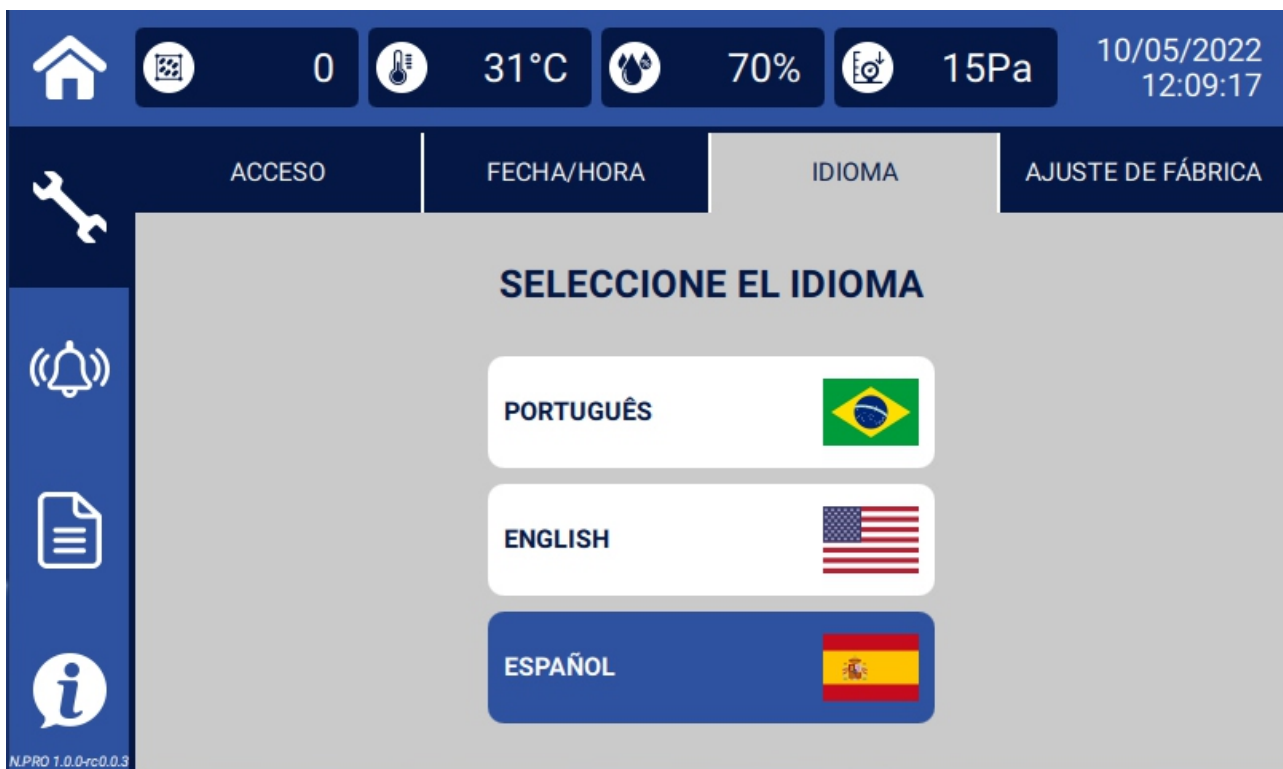 0
31°C
70%
15Pa
10/05/2022
12:09:17
ACCESO
FECHA/HORA
IDIOMA
AJUSTE DE FÁBRICA
SELECCIONE EL IDIOMA
PORTUGUÊS
ENGLISH
ESPAÑOL
N.PRO 1.0.0-rc0.0.3